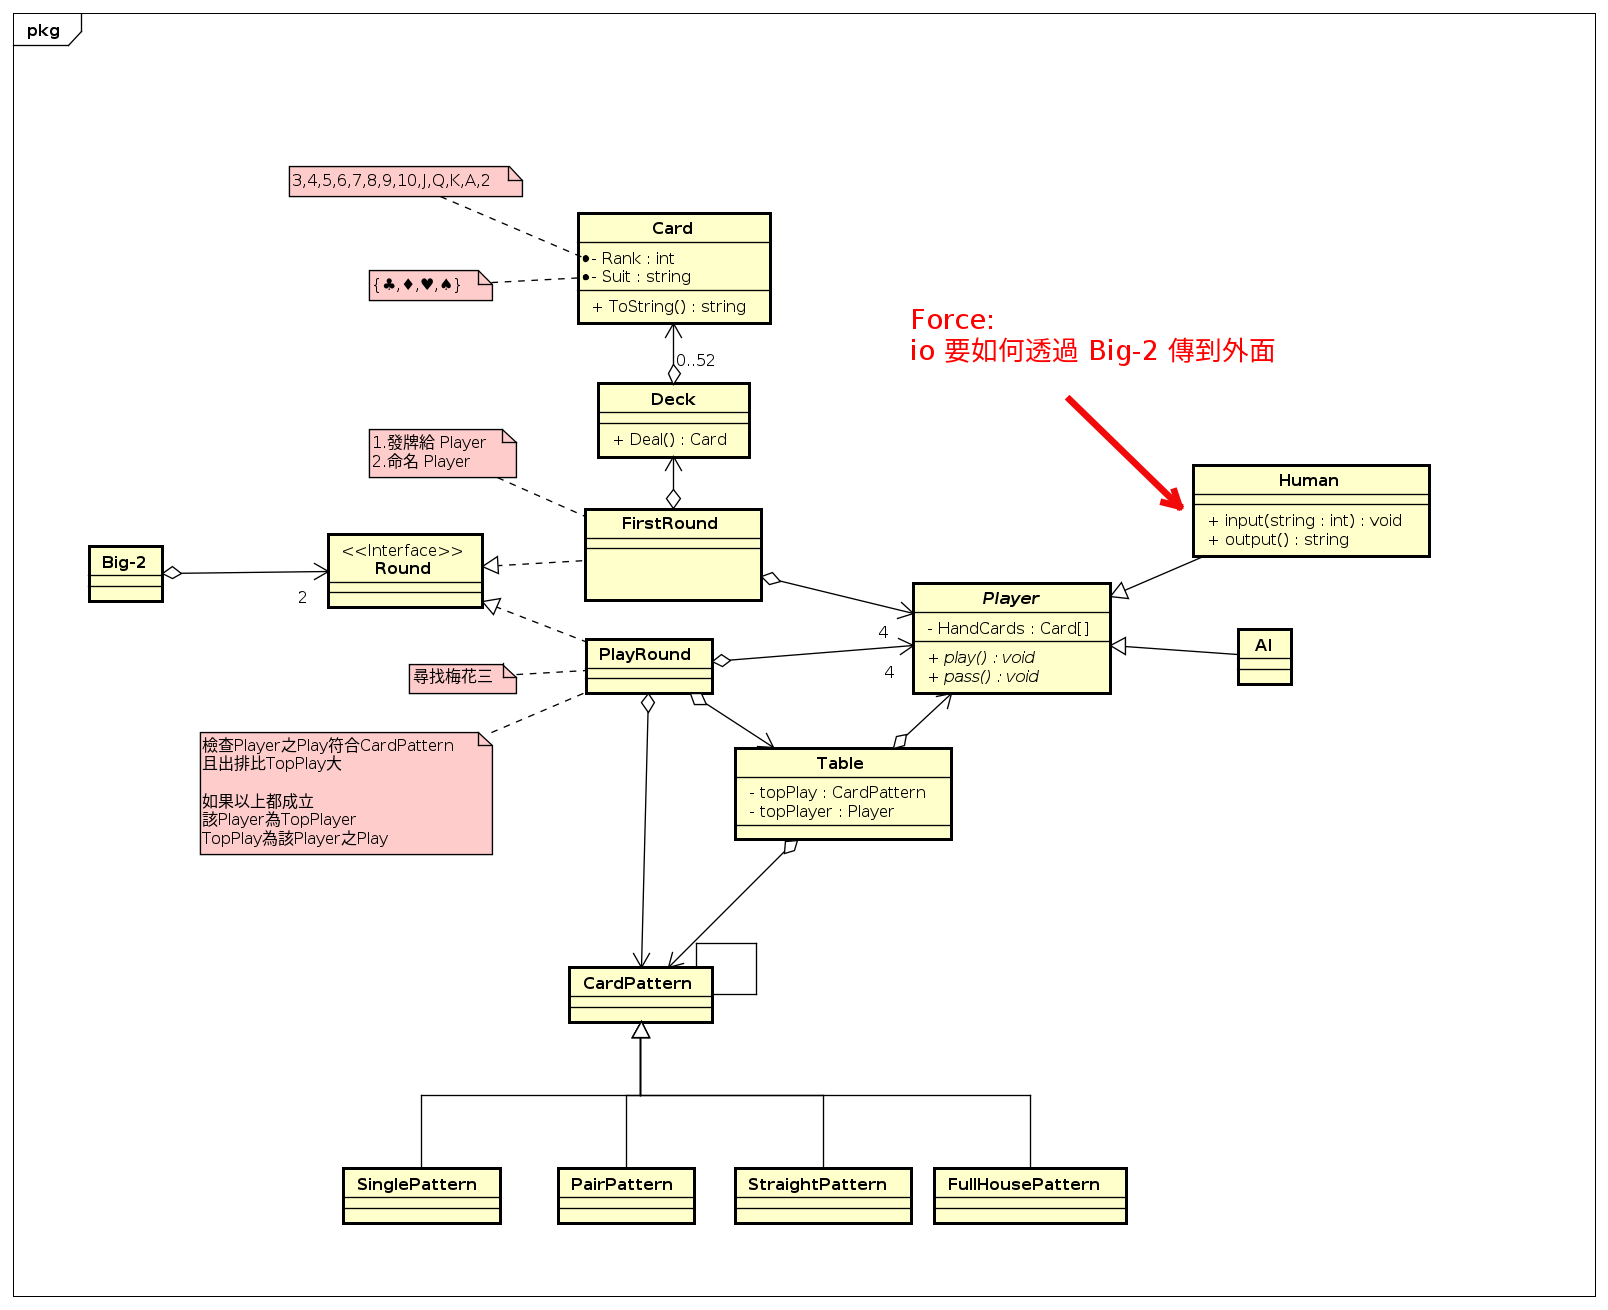 pkg
3,4,5,6,7,8,9,10,J,Q,K,A,2
{♣,♦,♥,♠}
Card
- Rank : int
- Suit : string
+ ToString() : string
0..52
Deck
+ Deal() : Card
Force:
io 要如何透過 Big-2 傳到外面
1.發牌給 Player
2.命名 Player
FirstRound
Human
+ input(string : int) : void
+ output() : string
Big-2
2
<<Interface>>
Round
4
4
Player
- HandCards : Card[]
+ play() : void
+ pass() : void
AI
PlayRound
尋找梅花三
檢查Player之Play符合CardPattern
且出排比TopPlay大
如果以上都成立
該Player為TopPlayer
TopPlay為該Player之Play
Table
- topPlay : CardPattern
- topPlayer : Player
CardPattern
SinglePattern
PairPattern
StraightPattern
FullHousePattern